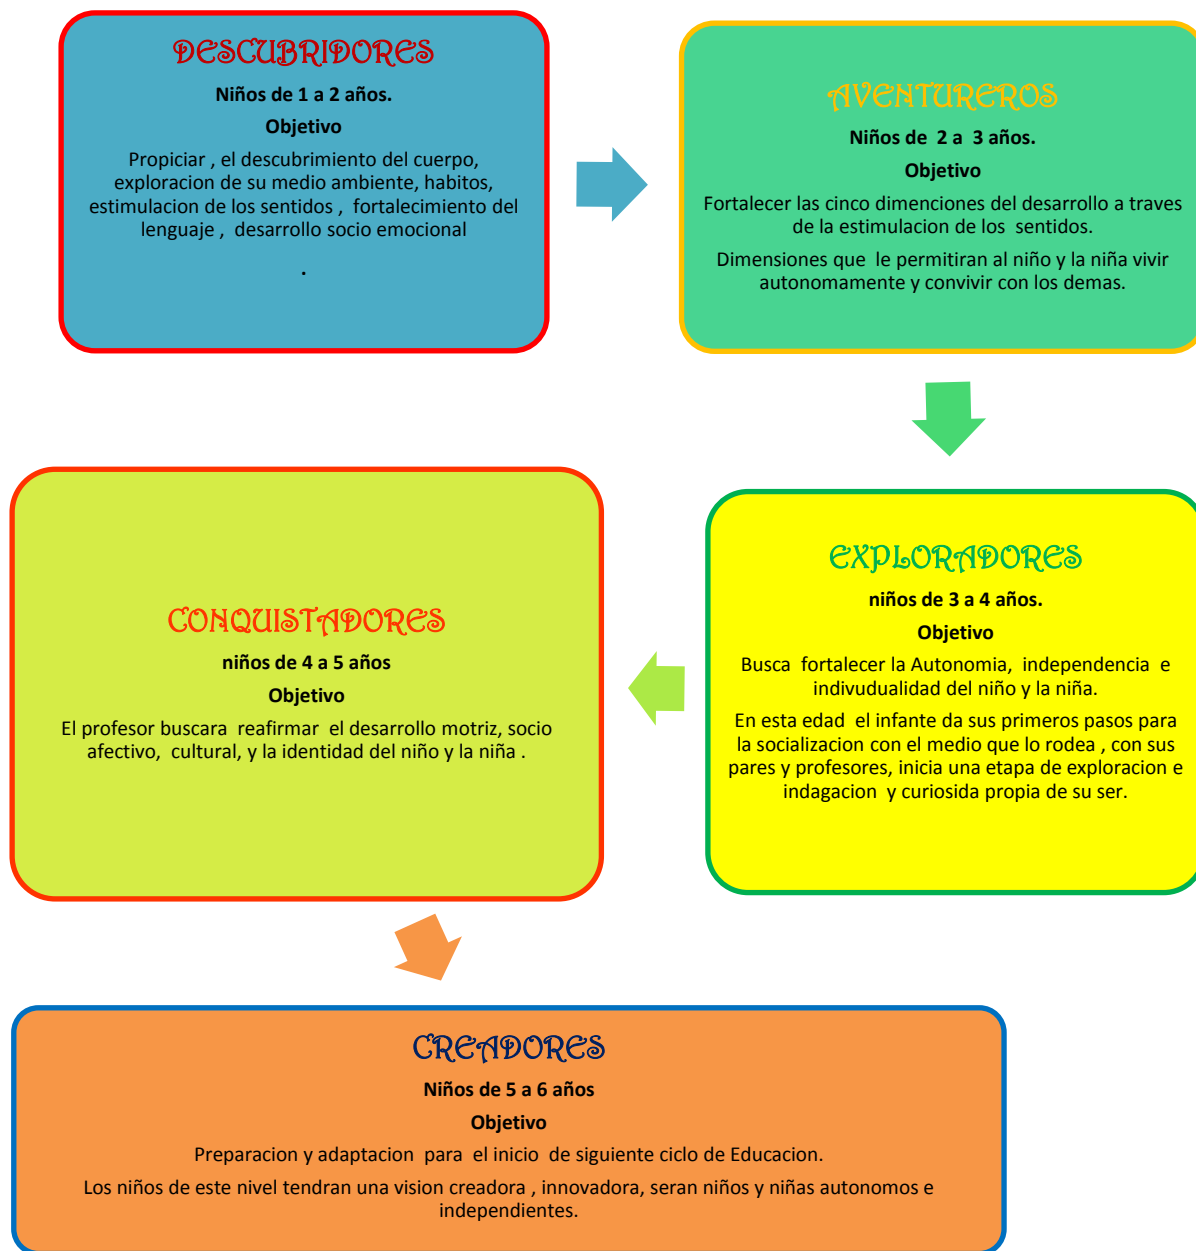 DESCUBRIDORES
Niños de 1 a 2 años.
Objetivo
Propiciar , el descubrimiento del cuerpo,
exploracion de su medio ambiente, habitos,
estimulacion de los sentidos , fortalecimiento del
lenguaje , desarrollo socio emocional
.
AVENTUREROS
Niños de 2 a 3 años.
Objetivo
Fortalecer las cinco dimenciones del desarrollo a traves
de la estimulacion de los sentidos.
Dimensiones que le permitiran al niño y la niña vivir
autonomamente y convivir con los demas.
EXPLORADORES
niños de 3 a 4 años.
Objetivo
Busca fortalecer la Autonomia, independencia e
indivudualidad del niño y la niña.
En esta edad el infante da sus primeros pasos para
la socializacion con el medio que lo rodea , con sus
pares y profesores, inicia una etapa de exploracion e
indagacion y curiosida propia de su ser.
CONQUISTADORES
niños de 4 a 5 años
Objetivo
El profesor buscara reafirmar el desarrollo motriz, socio
afectivo, cultural, y la identidad del niño y la niña .
CREADORES
Niños de 5 a 6 años
Objetivo
Preparacion y adaptacion para el inicio de siguiente ciclo de Educacion.
Los niños de este nivel tendran una vision creadora , innovadora, seran niños y niñas autonomos e
independientes.